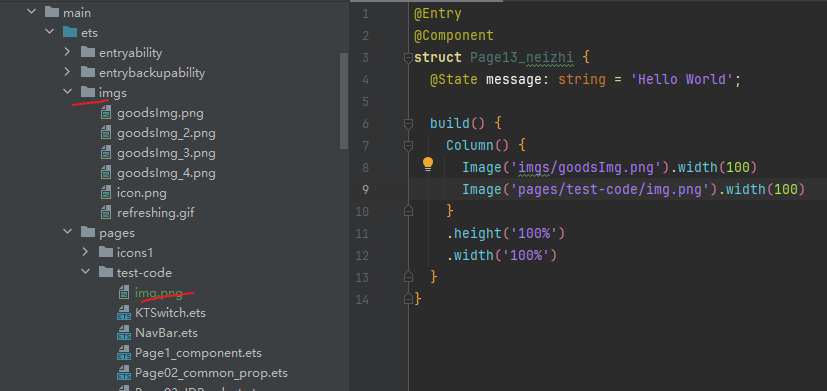 main
ets
entryability
entrybackupability
imgs
goodsImg.png
goodsImg_2.png
goodsImg_3.png
goodsImg_4.png
icon.png
refreshing.gif
pages
icons1
test-code
img.png
KTSwitch.ets
NavBar.ets
Page1_component.ets
Page02_common_prop.ets
1 @Entry
2 @Component
3 struct Page13_neizhi {
4 @State message: string = 'Hello World';
5
6 build() {
7 Column() {
8 Image('imgs/goodsImg.png').width(100)
9 Image('pages/test-code/img.png').width(100)
10 }
11 .height('100%')
12 .width('100%')
13 }
14 }